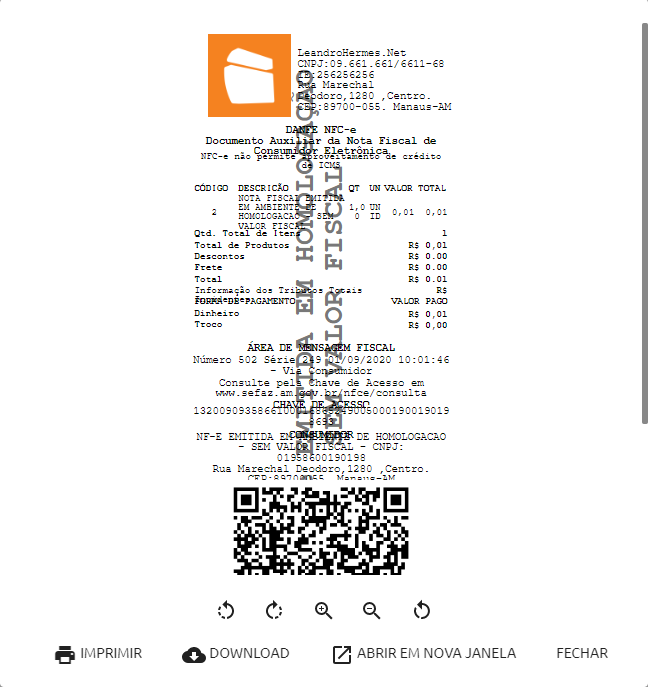 LeandroHermes.Net
CNPJ:09.661.661/6611-68
IE:256256256
Rua Marechal
Deodoro,1280 ,Centro.
CEP:89700-055. Manaus-AM
DANFE NFC-e
Documento Auxiliar da Nota Fiscal de
Consumidor Eletrônica
NFC-e não permite aproveitamento de crédito
de ICMS
CÓDIGO DESCRICÃO QT UN VALOR TOTAL
NOTA FISCAL EMITIDA
EM AMBIENTE DE 1,0 UN
2 0,01 0,01
HOMOLOGACAO - SEM 0 ID
VALOR FISCAL
Qtd. Total de Itens 1
Total de Produtos R$ 0,01
Descontos R$ 0.00
Frete R$ 0.00
Total R$ 0.01
Informação dos Tributos Totais R$
FORMA DE PAGAMENTO VALOR PAGO
Dinheiro R$ 0,01
Troco R$ 0,00
ÁREA DE MENSAGEM FISCAL
Número 502 Série 249 01/09/2020 10:01:46
- Via Consumidor
Consulte pela Chave de Acesso em
www.sefaz.am.gov.br/nfce/consulta
CHAVE DE ACESSO
8693
CONSUMIDOR
NF-E EMITIDA EM AMBIENTE DE HOMOLOGACAO
- SEM VALOR FISCAL - CNPJ:
01958600190198
Rua Marechal Deodoro,1280 ,Centro.
CEP:89700055. Manaus-AM
EMITIDA EM HOMOLOGAÇÃO
SEM VALOR FISCAL
IMPRIMIR
DOWNLOAD
ABRIR EM NOVA JANELA
FECHAR